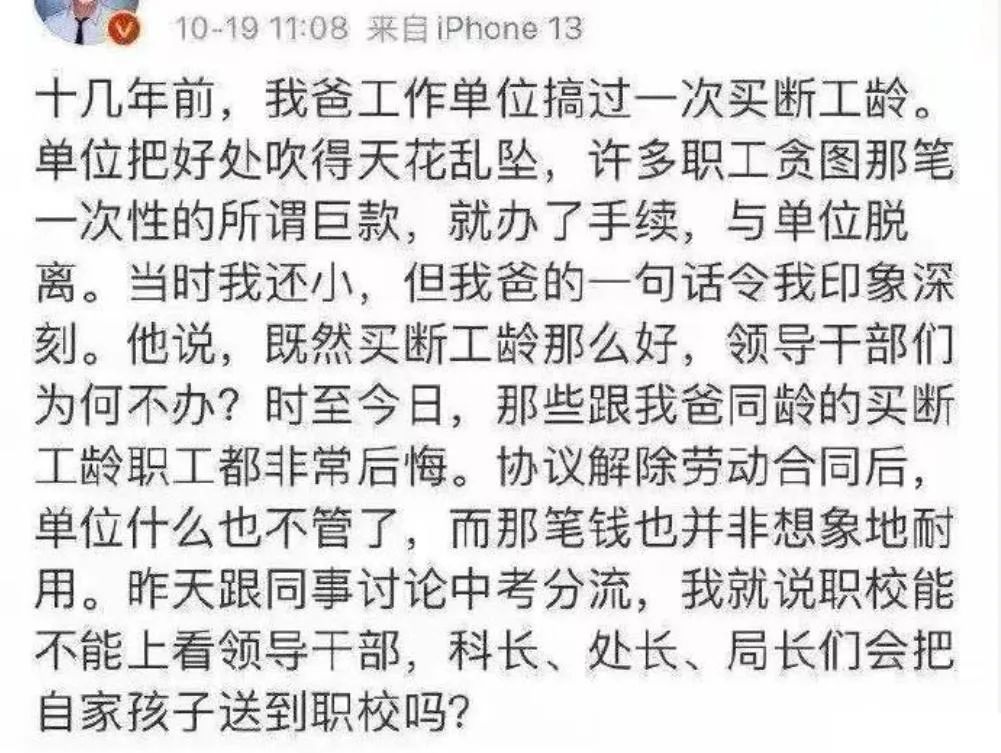 10-19 11:08 来自 iPhone 13
十几年前，我爸工作单位搞过一次买断工龄。
单位把好处吹得天花乱坠，许多职工贪图那笔
一次性的所谓巨款，就办了手续，与单位脱
离。当时我还小，但我爸的一句话令我印象深
刻。他说，既然买断工龄那么好，领导干部们
为何不办？时至今日，那些跟我爸同龄的买断
工龄职工都非常后悔。协议解除劳动合同后，
单位什么也不管了，而那笔钱也并非想象地耐
用。昨天跟同事讨论中考分流，我就说职校能
不能上看领导干部，科长、处长、局长们会把
自家孩子送到职校吗？